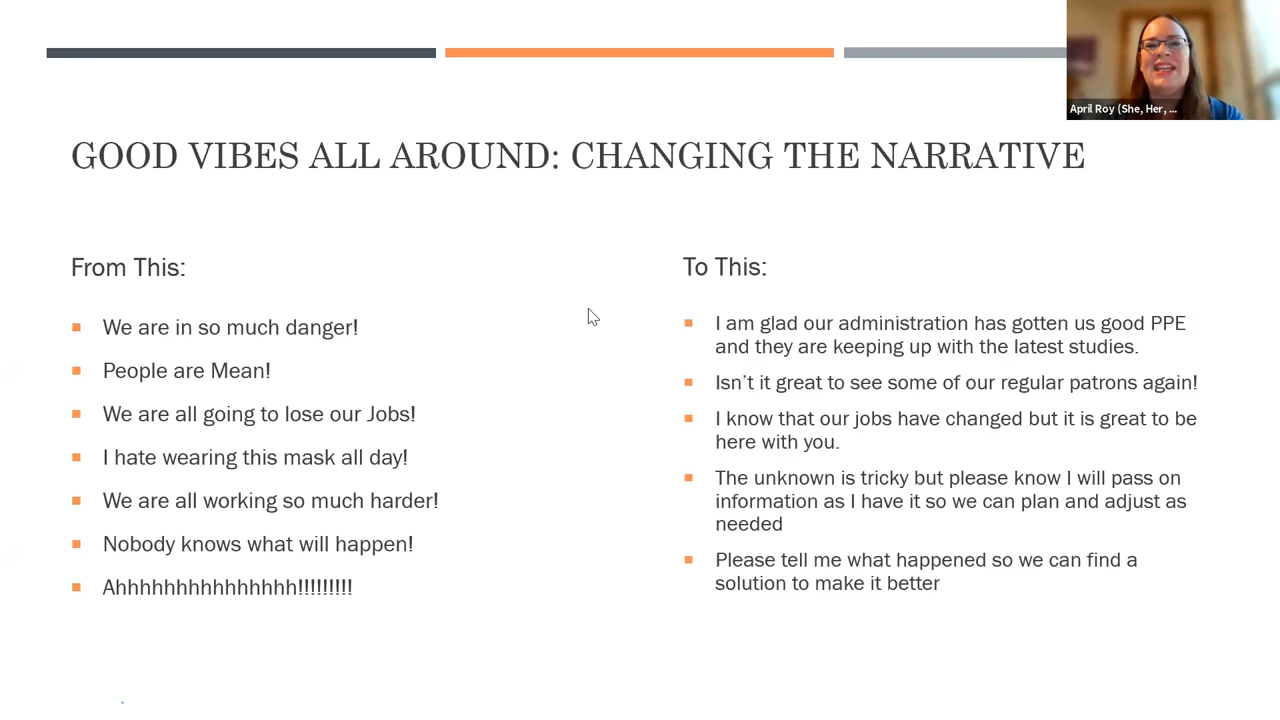 April Roy (She, Her, ...
GOOD VIBES ALL AROUND: CHANGING THE NARRATIVE
From This:
We are in so much danger!
People are Mean!
We are all going to lose our Jobs!
I hate wearing this mask all day!
We are all working so much harder!
Nobody knows what will happen!
Ahhhhhhhhhhhhhhh!!!!!!!!!
To This:
I am glad our administration has gotten us good PPE
and they are keeping up with the latest studies.
Isn’t it great to see some of our regular patrons again!
I know that our jobs have changed but it is great to be
here with you.
The unknown is tricky but please know I will pass on
information as I have it so we can plan and adjust as
needed
Please tell me what happened so we can find a
solution to make it better